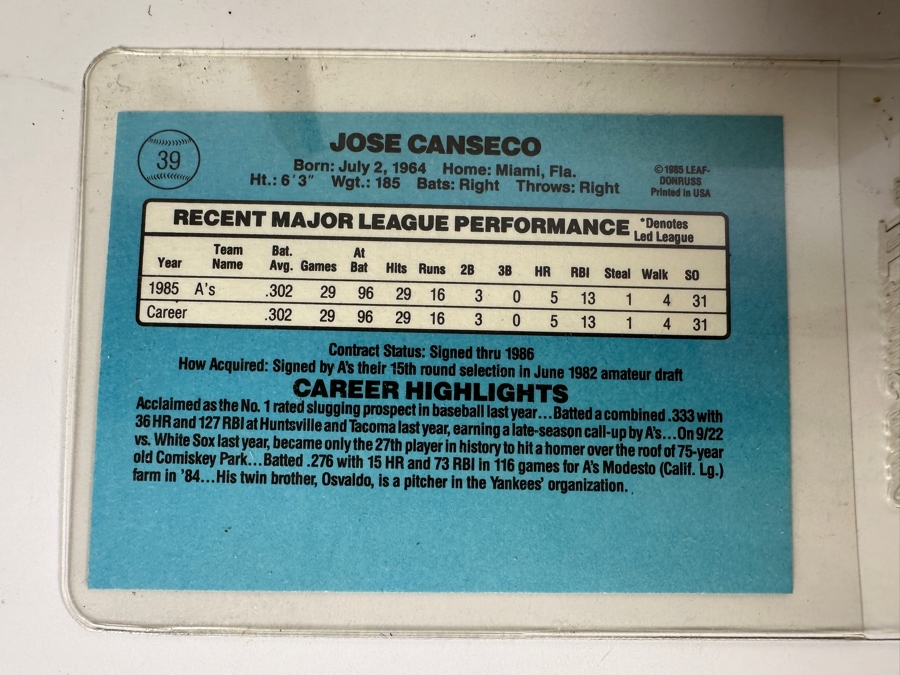 39
JOSE CANSECO
Born: July 2, 1964 Home: Miami, Fla.
Ht.: 6'3" Wgt.: 185 Bats: Right Throws: Right
©1985 LEAF-
DONRUSS
Printed in USA
RECENT MAJOR LEAGUE PERFORMANCE
*Denotes
Led League
Year Team Name Bat. Avg. Games At Bat Hits Runs 2B 3B HR RBI Steal Walk SO
1985 A's .302 29 96 29 16 3 0 5 13 1 4 31
Career .302 29 96 29 16 3 0 5 13 1 4 31
Contract Status: Signed thru 1986
How Acquired: Signed by A's their 15th round selection in June 1982 amateur draft
CAREER HIGHLIGHTS
Acclaimed as the No. 1 rated slugging prospect in baseball last year...Batted a combined .333 with
36 HR and 127 RBI at Huntsville and Tacoma last year, earning a late-season call-up by A's...On 9/22
vs. White Sox last year, became only the 27th player in history to hit a homer over the roof of 75-year
old Comiskey Park...Batted .276 with 15 HR and 73 RBI in 116 games for A's Modesto (Calif. Lg.)
farm in '84...His twin brother, Osvaldo, is a pitcher in the Yankees' organization.